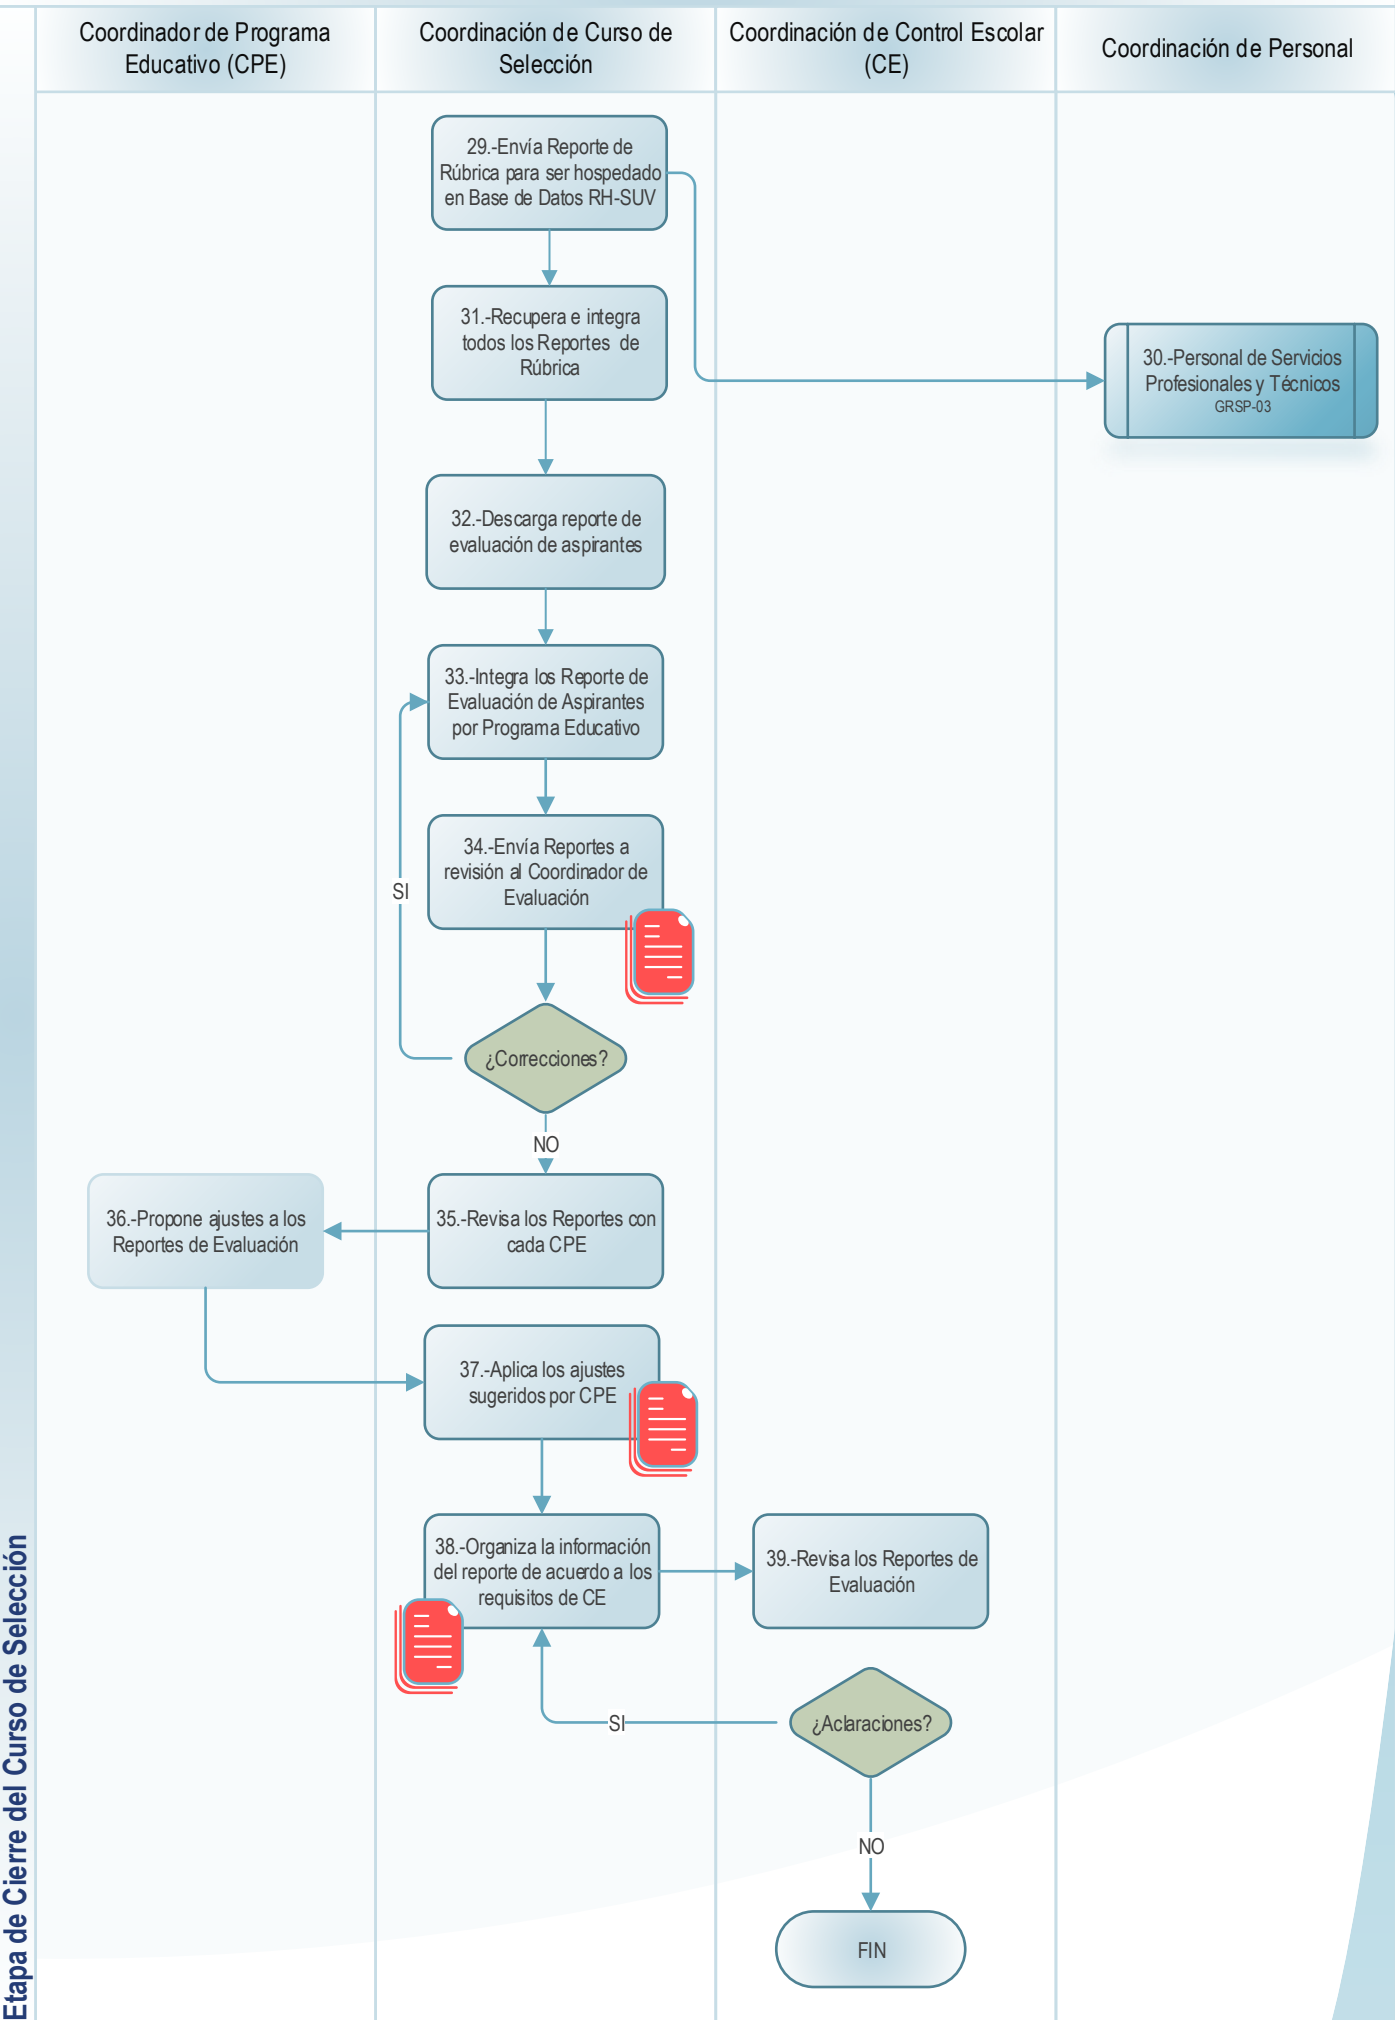 Coordinador de Programa
Educativo (CPE)
Coordinación de Curso de
Selección
Coordinación de Control Escolar
(CE)
Coordinación de Personal
29.-Envía Reporte de
Rúbrica para ser hospedado
en Base de Datos RH-SUV
31.-Recupera e integra
todos los Reportes de
Rúbrica
30.-Personal de Servicios
Profesionales y Técnicos
GRSP-03
32.-Descarga reporte de
evaluación de aspirantes
33.-Integra los Reporte de
Evaluación de Aspirantes
por Programa Educativo
34.-Envía Reportes a
revisión al Coordinador de
Evaluación
SI
¿Correcciones?
NO
36.-Propone ajustes a los
Reportes de Evaluación
35.-Revisa los Reportes con
cada CPE
37.-Aplica los ajustes
sugeridos por CPE
38.-Organiza la información
del reporte de acuerdo a los
requisitos de CE
39.-Revisa los Reportes de
Evaluación
SI
¿Aclaraciones?
NO
FIN
Etapa de Cierre del Curso de Selección